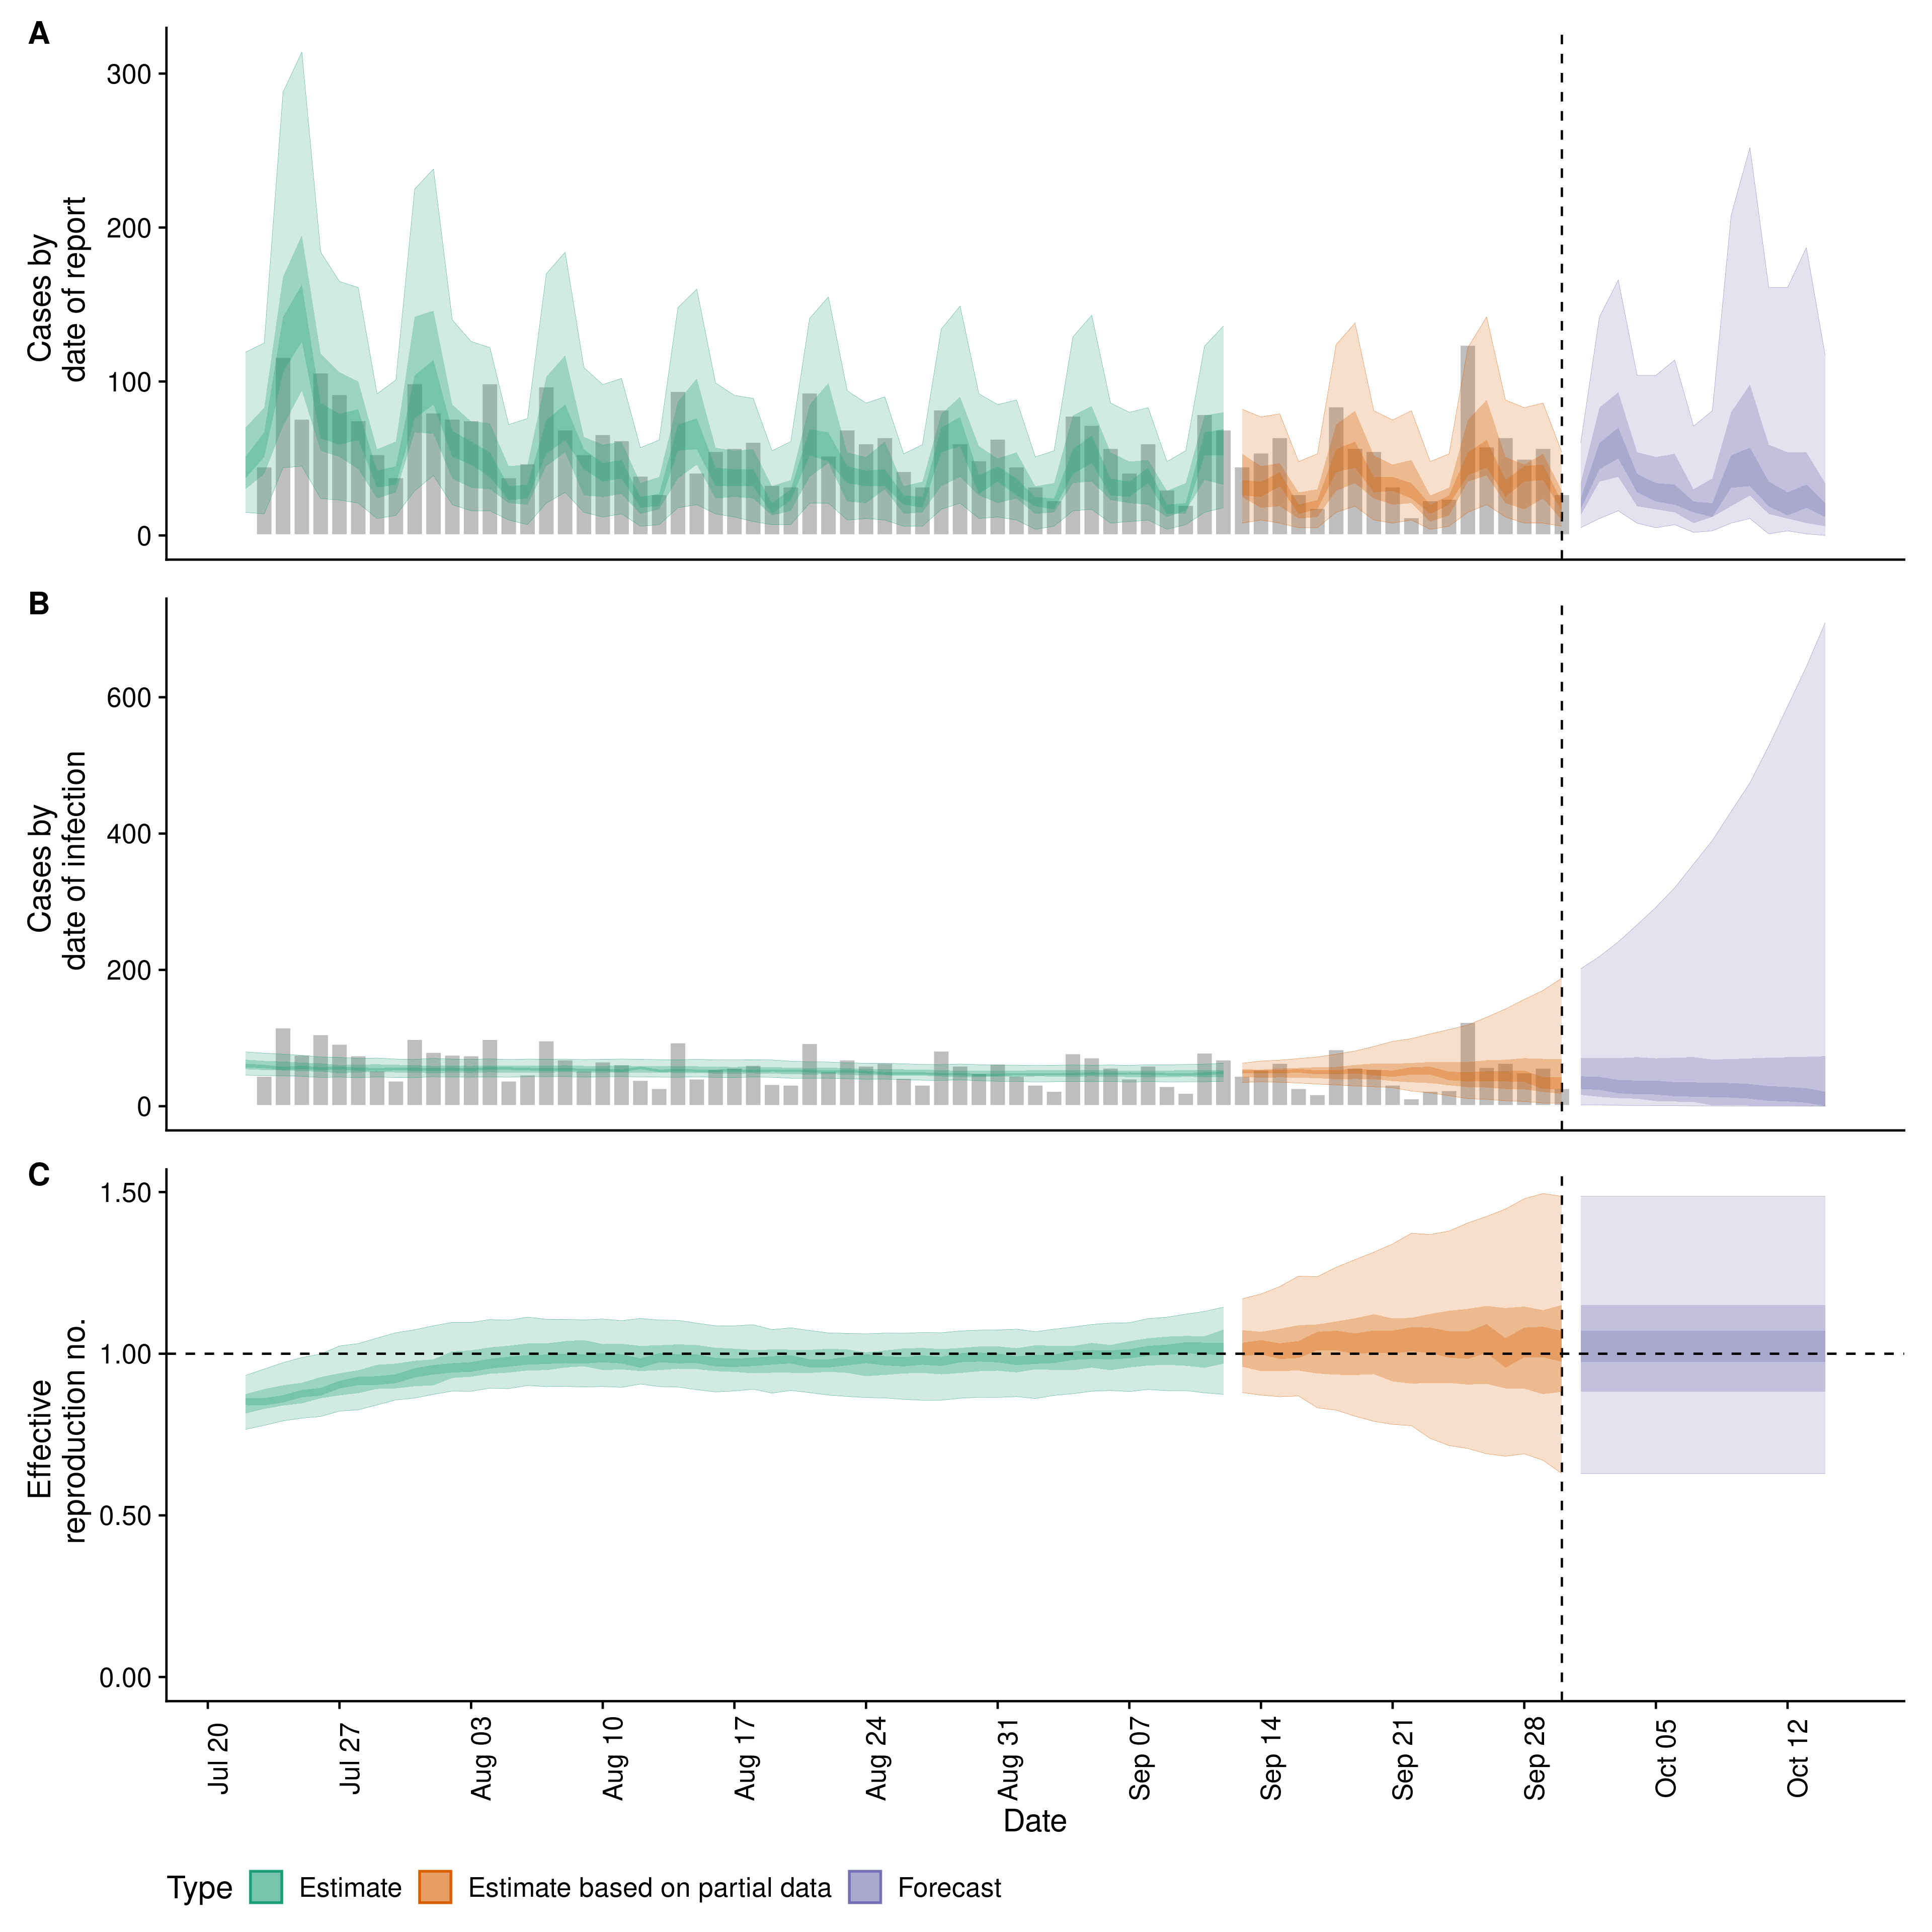 A
300
200
100
0
Cases by
date of report
B
600
400
200
0
Cases by
date of infection
C
1.50
1.00
0.50
0.00
Effective
reproduction no.
Jul 20
Jul 27
Aug 03
Aug 10
Aug 17
Aug 24
Aug 31
Sep 07
Sep 14
Sep 21
Sep 28
Oct 05
Oct 12
Date
Type Estimate Estimate based on partial data Forecast